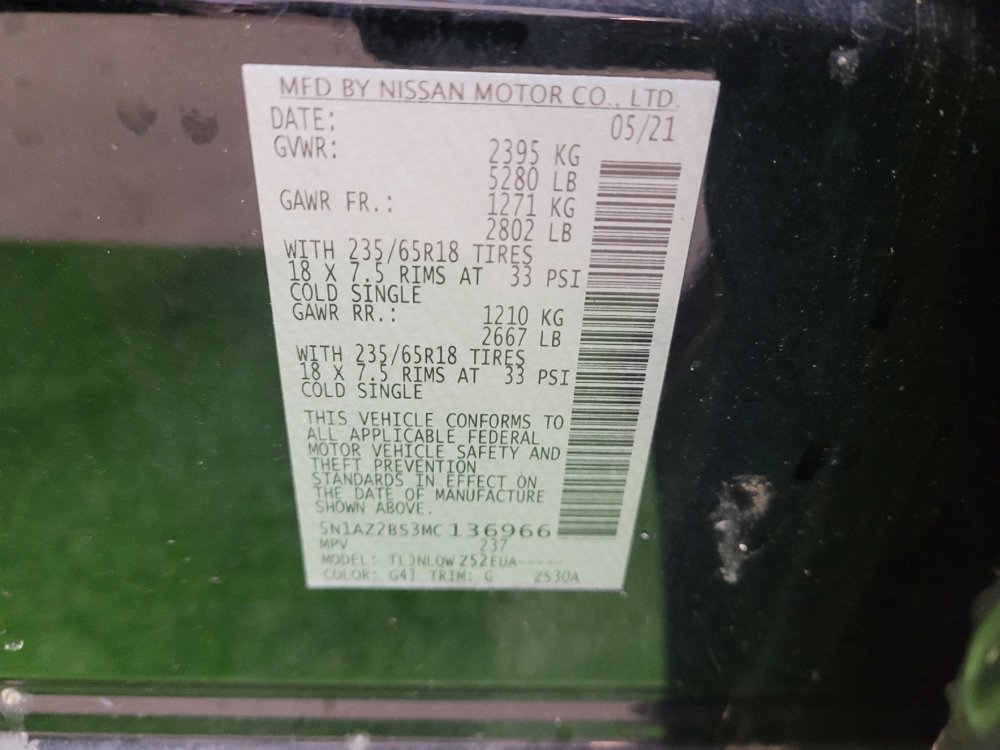 MFD BY NISSAN MOTOR CO., LTD.
DATE: 05/21
GVWR: 2395 KG
5280 LB
GAWR FR.: 1271 KG
2802 LB
WITH 235/65R18 TIRES
18 X 7.5 RIMS AT 33 PSI
COLD SINGLE
GAWR RR.: 1210 KG
2667 LB
WITH 235/65R18 TIRES
18 X 7.5 RIMS AT 33 PSI
COLD SINGLE
THIS VEHICLE CONFORMS TO
ALL APPLICABLE FEDERAL
MOTOR VEHICLE SAFETY AND
THEFT PREVENTION
STANDARDS IN EFFECT ON
THE DATE OF MANUFACTURE
SHOWN ABOVE.
5N1AZ2BS3MC136966
MPV 237
MODEL: TLJNLQW Z52EUA-----
COLOR: G41 TRIM: G ZS30A